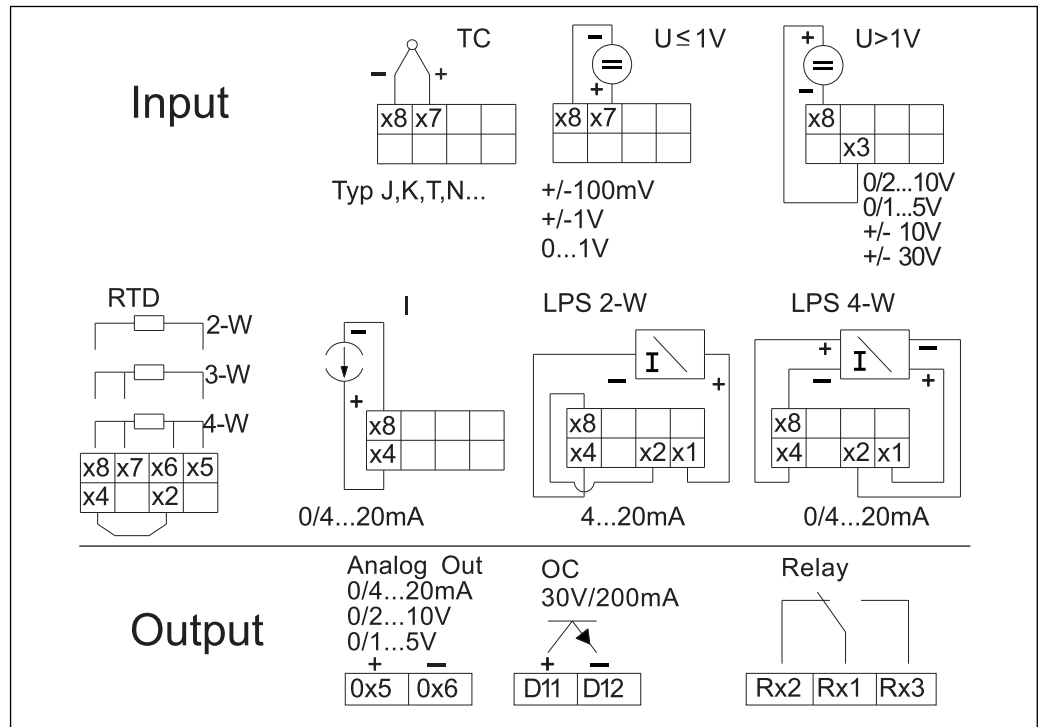 Input
TC
– +
x8 x7
Typ J,K,T,N...
U≤1V
–
=
+
x8 x7
+/-100mV
+/-1V
0...1V
U>1V
+
=
–
x8
x3
0/2...10V
0/1...5V
+/- 10V
+/- 30V
RTD
2-W
3-W
4-W
x8 x7 x6 x5
x4 x2
I
–
+
x8
x4
0/4...20mA
LPS 2-W
I
– +
x8
x4 x2 x1
4...20mA
LPS 4-W
+ –
I
– +
x8
x4 x2 x1
0/4...20mA
Output
Analog Out
0/4...20mA
0/2...10V
0/1...5V
+ –
0x5 0x6
OC
30V/200mA
+ –
D11 D12
Relay
Rx2 Rx1 Rx3